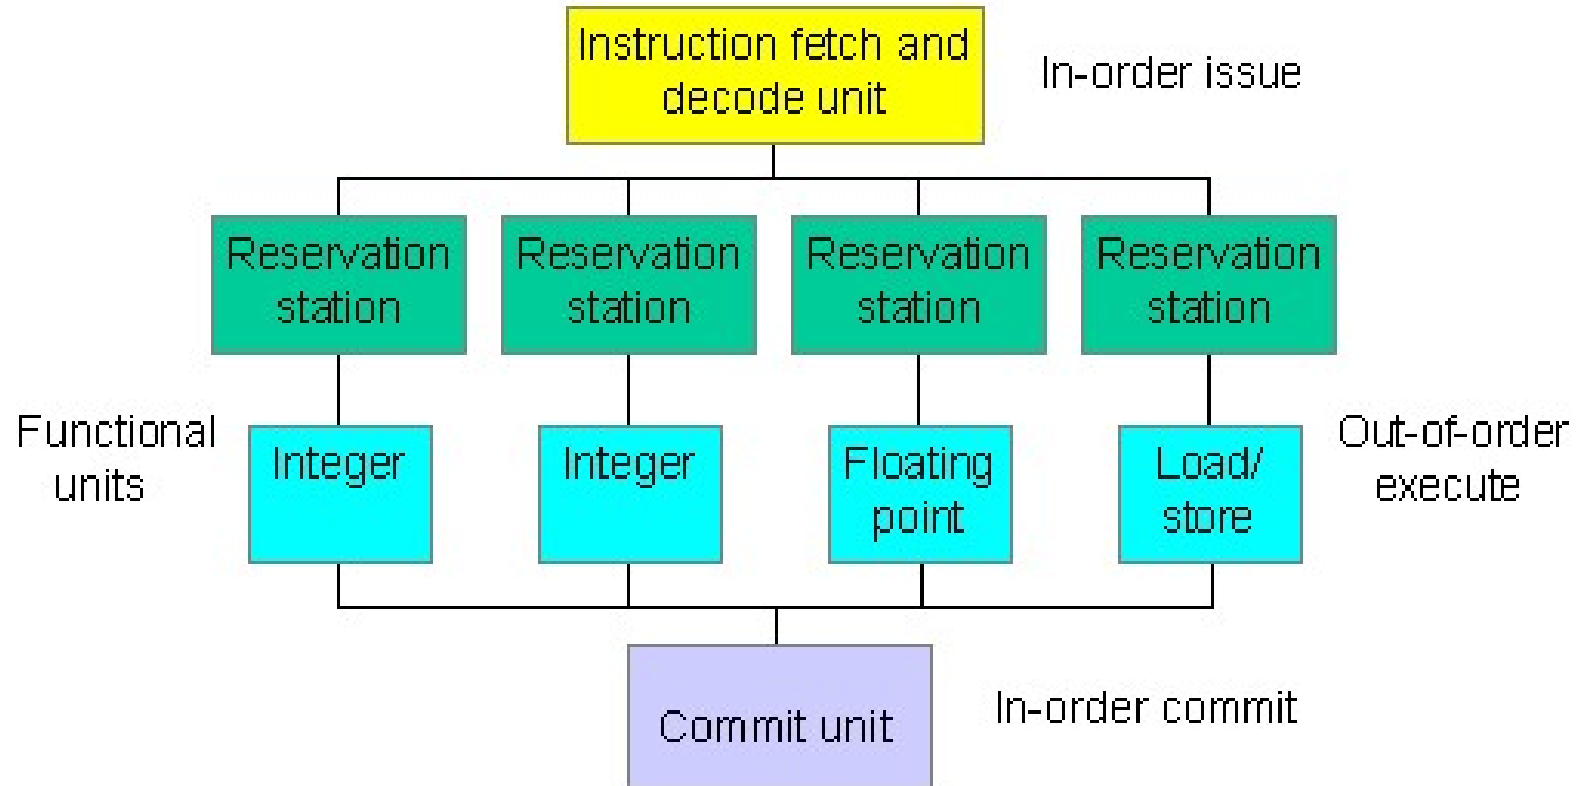 Instruction fetch and
decode unit
In-order issue
Reservation
station
Reservation
station
Reservation
station
Reservation
station
Functional
units
Integer
Integer
Floating
point
Load/
store
Out-of-order
execute
Commit unit
In-order commit